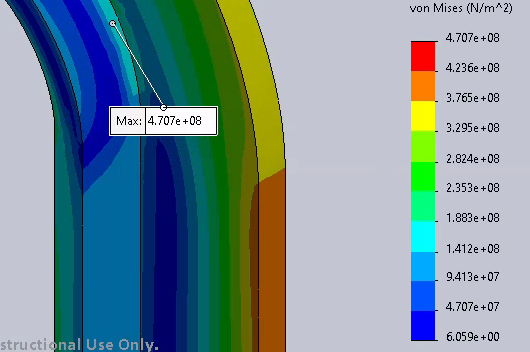 von Mises (N/m^2)
4.707e+08
4.236e+08
3.765e+08
3.295e+08
2.824e+08
2.353e+08
1.883e+08
1.412e+08
9.413e+07
4.707e+07
6.059e+00
Max: 4.707e+08
structional Use Only.